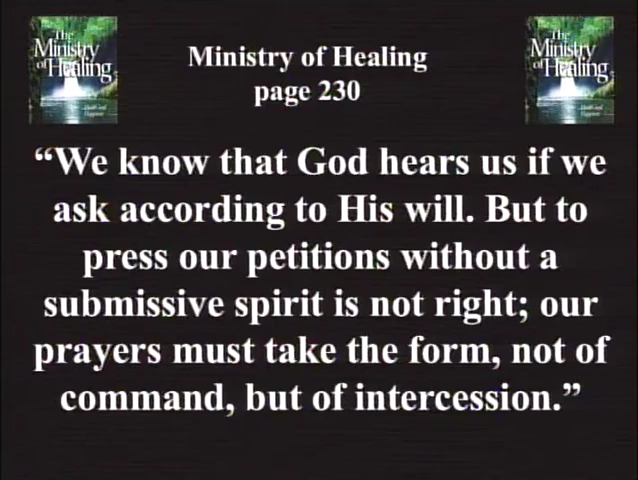 The
Ministry
of Healing
Ministry of Healing
page 230
The
Ministry
of Healing
“We know that God hears us if we
ask according to His will. But to
press our petitions without a
submissive spirit is not right; our
prayers must take the form, not of
command, but of intercession.”